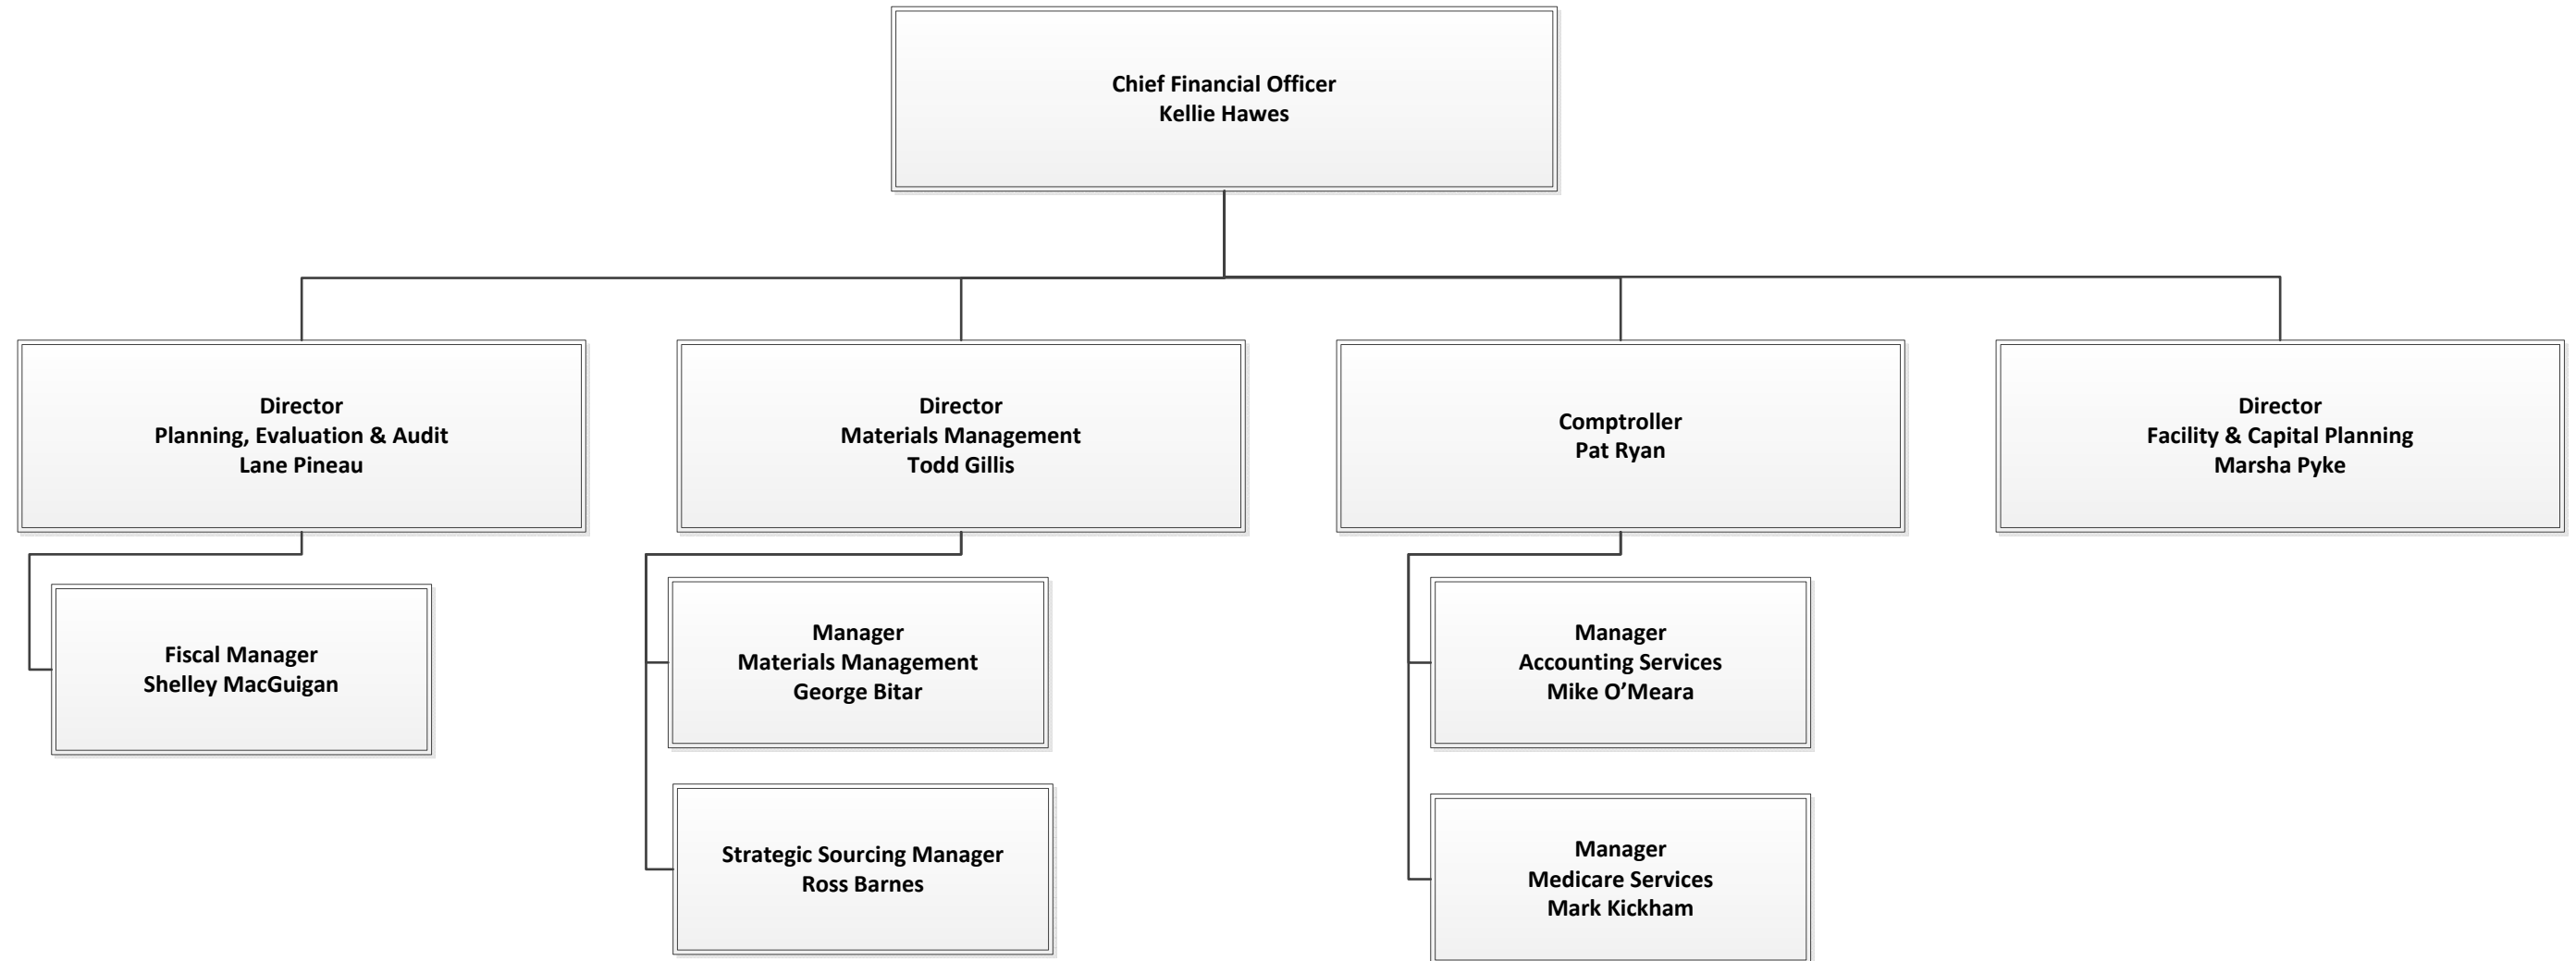 Chief Financial Officer
Kellie Hawes
Director
Planning, Evaluation & Audit
Lane Pineau
Director
Materials Management
Todd Gillis
Comptroller
Pat Ryan
Director
Facility & Capital Planning
Marsha Pyke
Fiscal Manager
Shelley MacGuigan
Manager
Materials Management
George Bitar
Manager
Accounting Services
Mike O’Meara
Strategic Sourcing Manager
Ross Barnes
Manager
Medicare Services
Mark Kickham